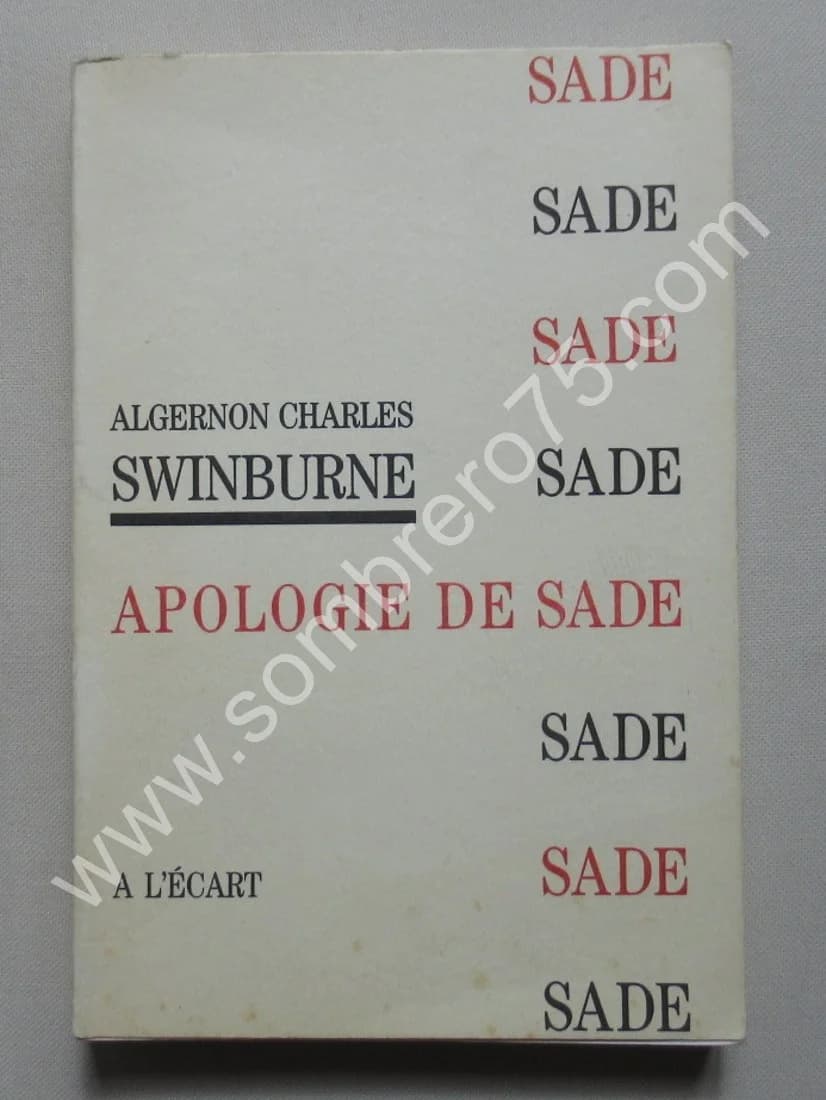 SADE
SADE
SADE
ALGERNON CHARLES
SWINBURNE SADE
APOLOGIE DE SADE
SADE
A L'ÉCART SADE
SADE
www.sombrero75.com